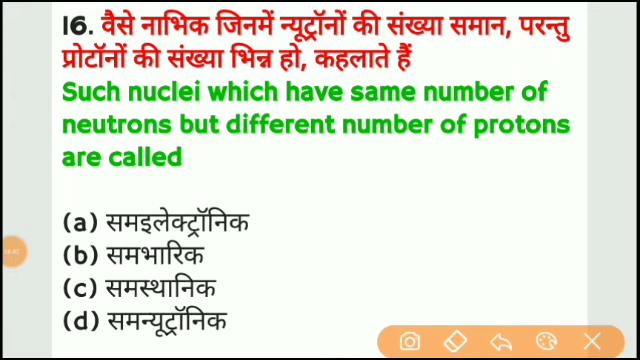 16. वैसे नाभिक जिनमें न्यूट्रॉनों की संख्या समान, परन्तु
प्रोटॉनों की संख्या भिन्न हो, कहलाते हैं
Such nuclei which have same number of
neutrons but different number of protons
are called
(a) समइलेक्ट्रॉनिक
(b) समभारिक
(c) समस्थानिक
(d) समन्यूट्रॉनिक